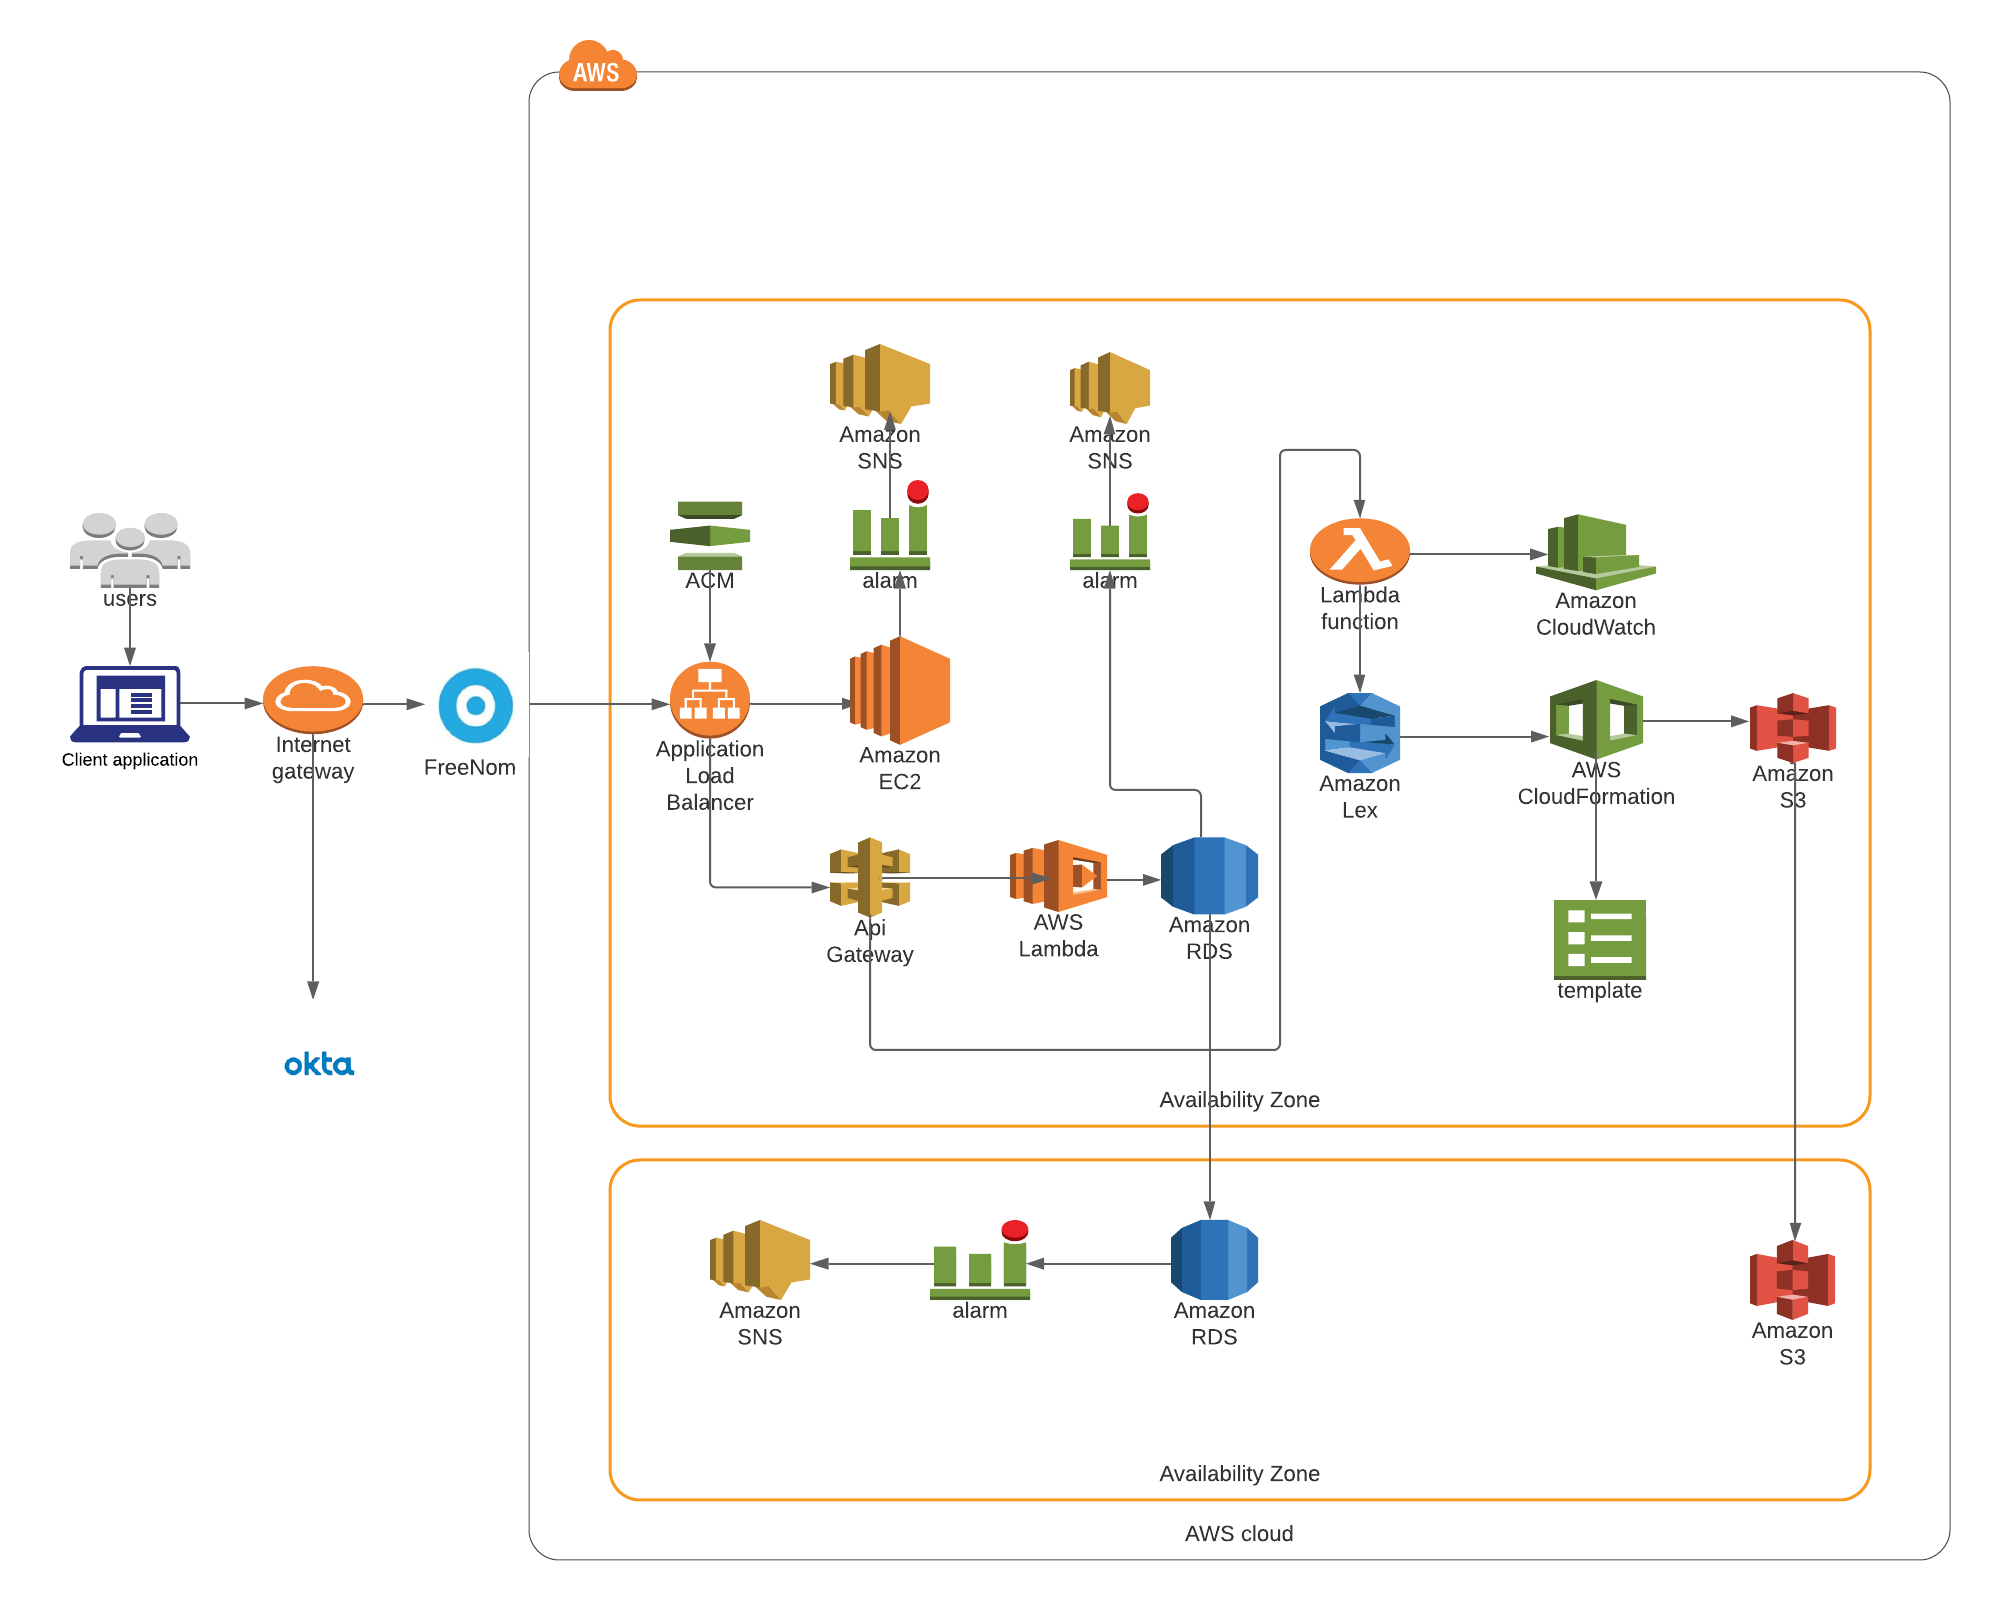 AWS
Amazon
SNS
Amazon
SNS
users
ACM
alarm
alarm
Lambda
function
Amazon
CloudWatch
Client application
Internet
gateway
FreeNom
Application
Load
Balancer
Amazon
EC2
Amazon
Lex
AWS
CloudFormation
Amazon
S3
Api
Gateway
AWS
Lambda
Amazon
RDS
template
okta
Availability Zone
Amazon
SNS
alarm
Amazon
RDS
Amazon
S3
Availability Zone
AWS cloud